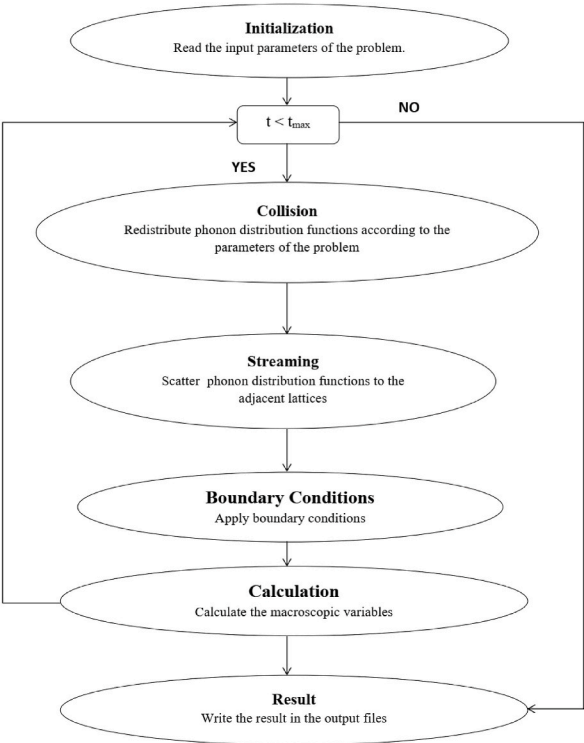 Initialization
Read the input parameters of the problem.
t < tmax
NO
YES
Collision
Redistribute phonon distribution functions according to the
parameters of the problem
Streaming
Scatter phonon distribution functions to the
adjacent lattices
Boundary Conditions
Apply boundary conditions
Calculation
Calculate the macroscopic variables
Result
Write the result in the output files